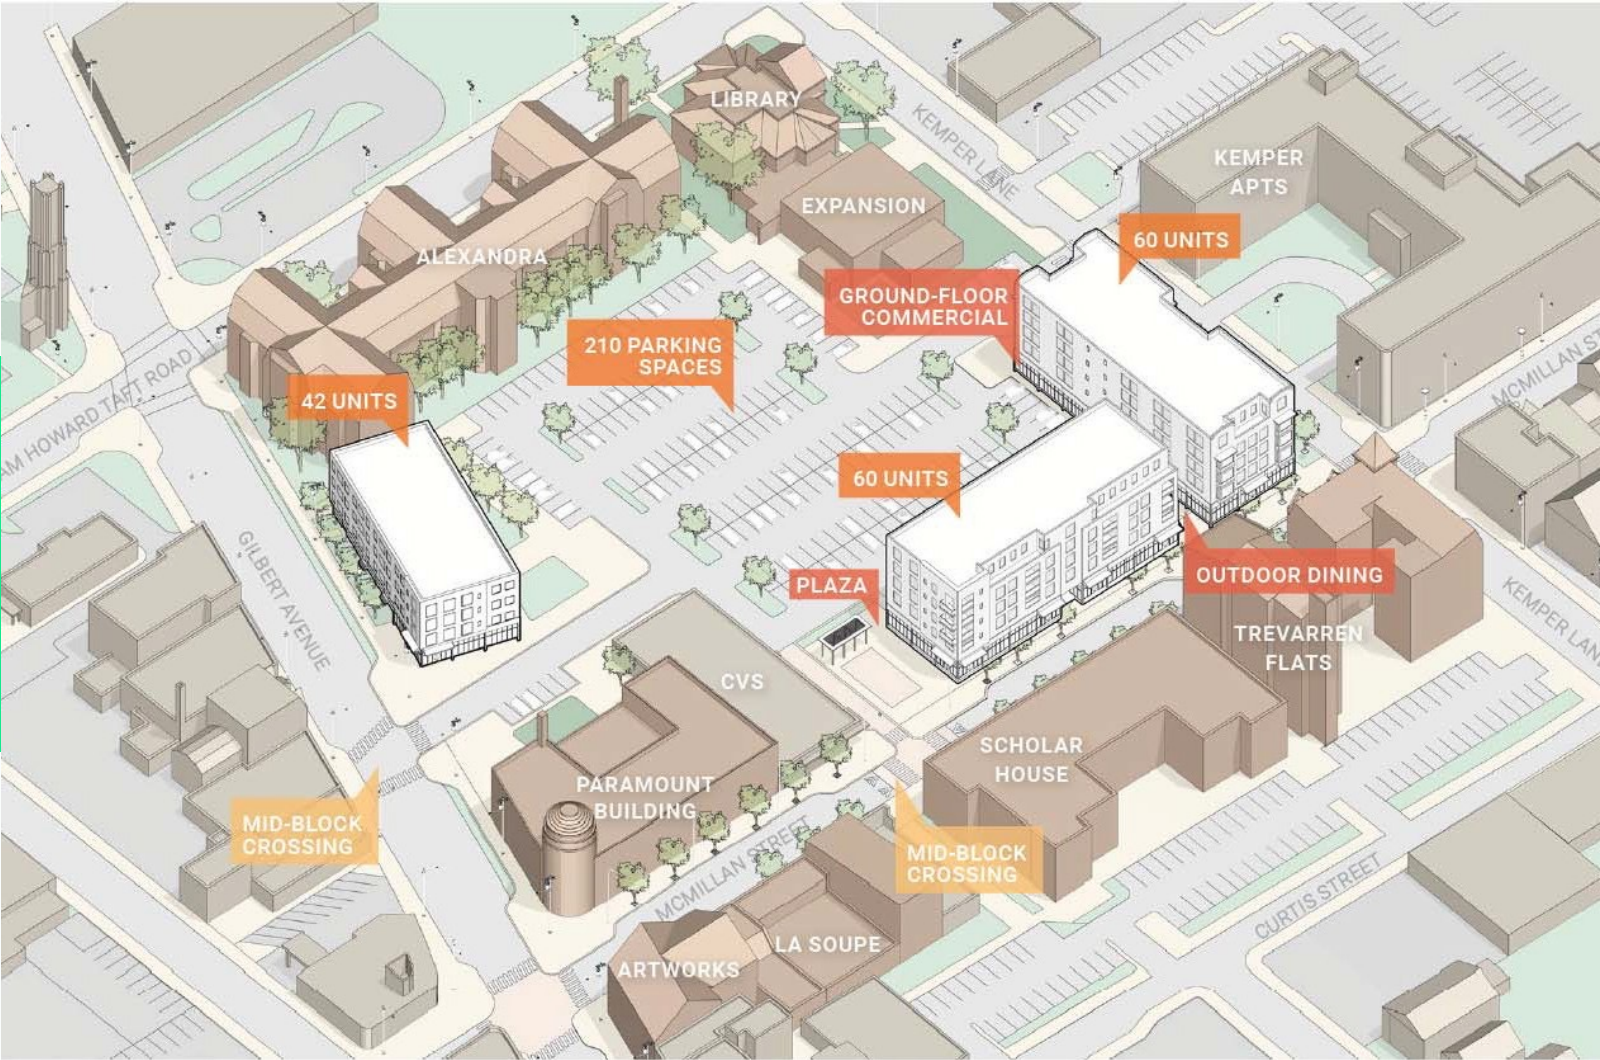 LIBRARY
KEMPER LANE
KEMPER
APTS
EXPANSION
60 UNITS
ALEXANDRA
GROUND-FLOOR
COMMERCIAL
210 PARKING
SPACES
MCMILLAN ST
AM HOWARD TAFT ROAD
42 UNITS
60 UNITS
GILBERT AVENUE
PLAZA
OUTDOOR DINING
KEMPER LANE
TREVARREN
FLATS
CVS
SCHOLAR
HOUSE
PARAMOUNT
BUILDING
MID-BLOCK
CROSSING
MCMILLAN STREET
MID-BLOCK
CROSSING
CURTIS STREET
LA SOUPE
ARTWORKS